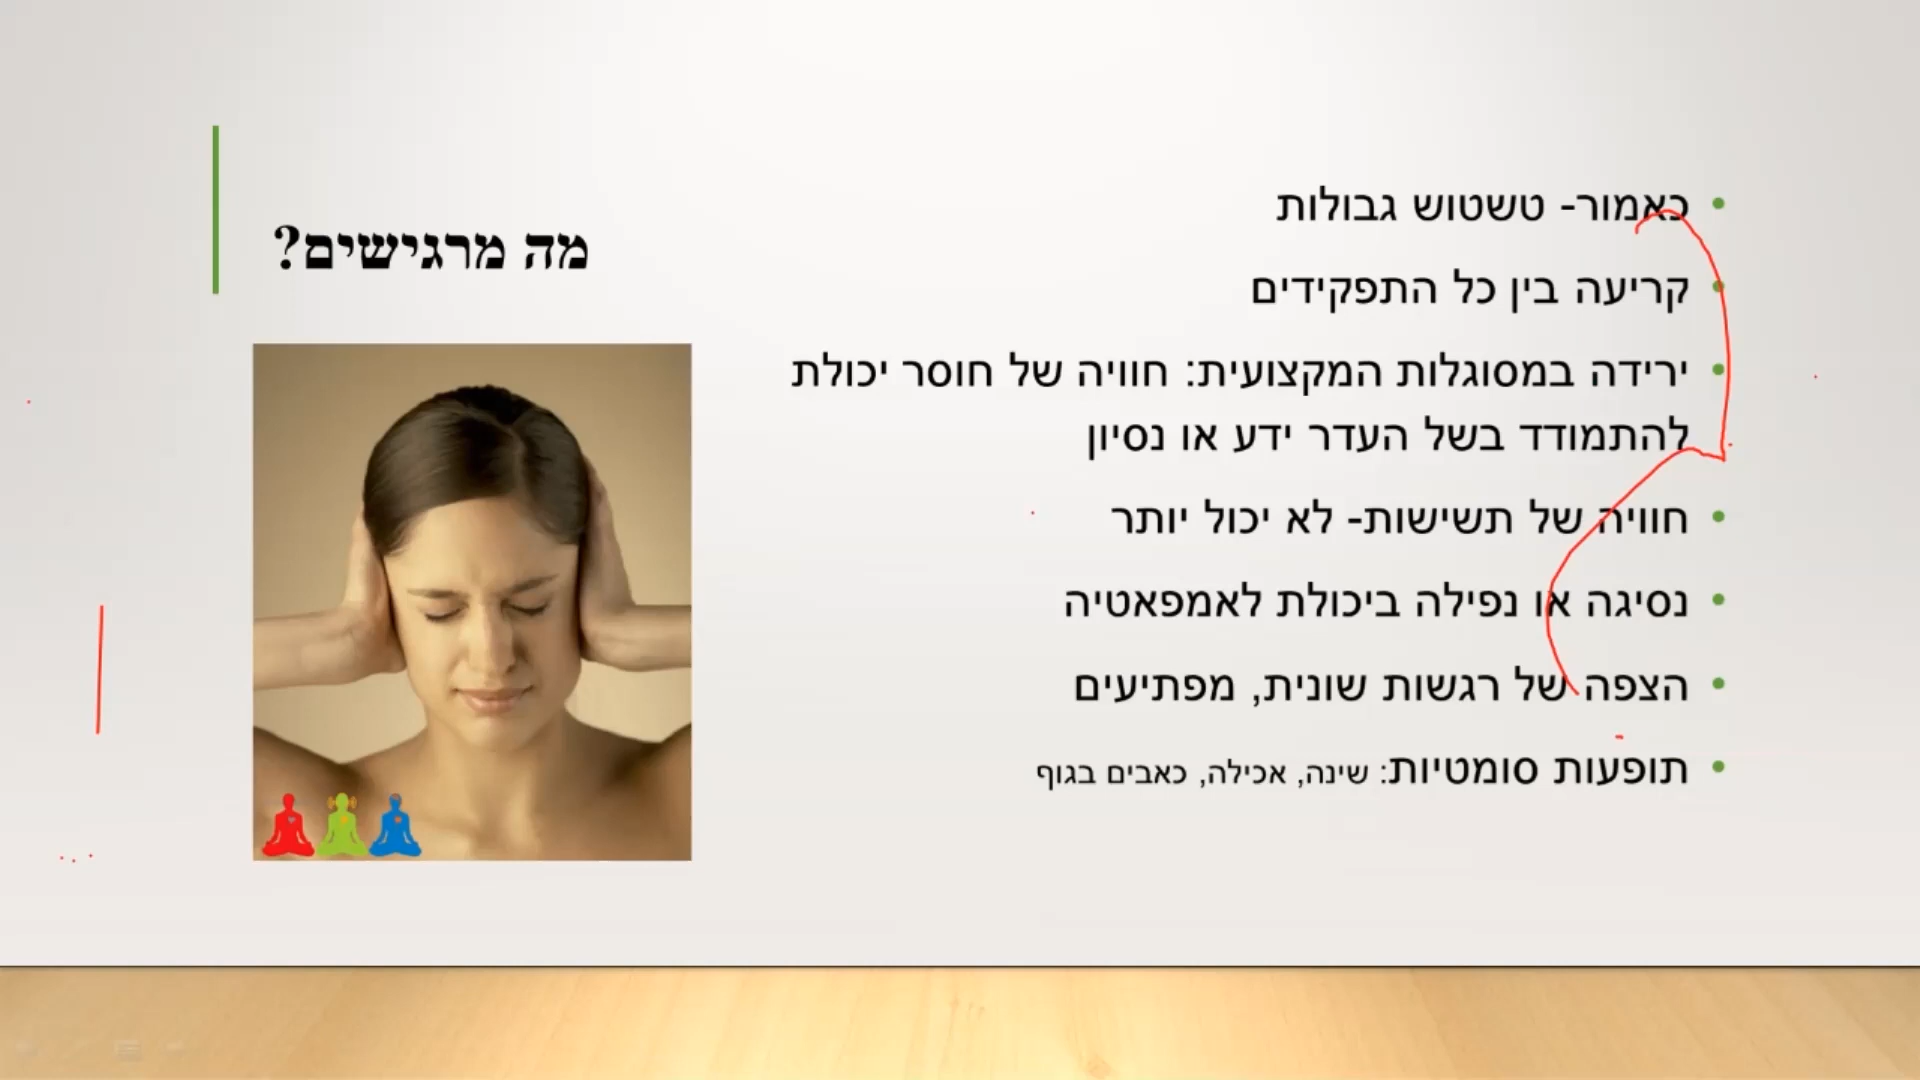 מה מרגישים?
כאמור- טשטוש גבולות
קריעה בין כל התפקידים
ירידה במסוגלות המקצועית: חוויה של חוסר יכולת
להתמודד בשל העדר ידע או נסיון
חוויה של תשישות- לא יכול יותר
נסיגה או נפילה ביכולת לאמפאטיה
הצפה של רגשות שונית, מפתיעים
תופעות סומטיות: שינה, אכילה, כאבים בגוף